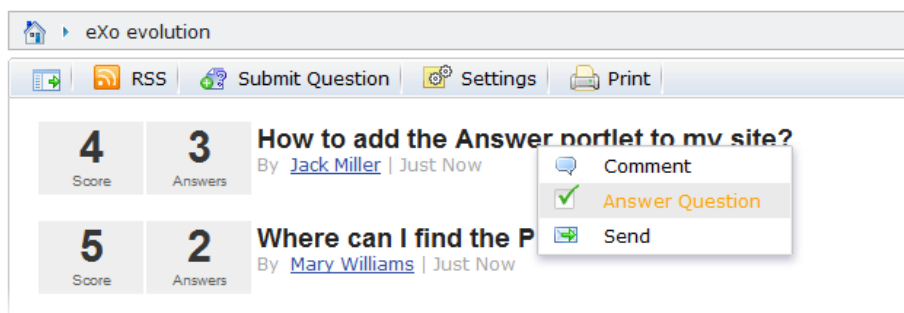 eXo evolution
RSS Submit Question Settings Print
4 3 How to add the Answer portlet to my site?
Score Answers By Jack Miller | Just Now
Comment
Answer Question
5 2 Where can I find the P
Send
Score Answers By Mary Williams | Just Now